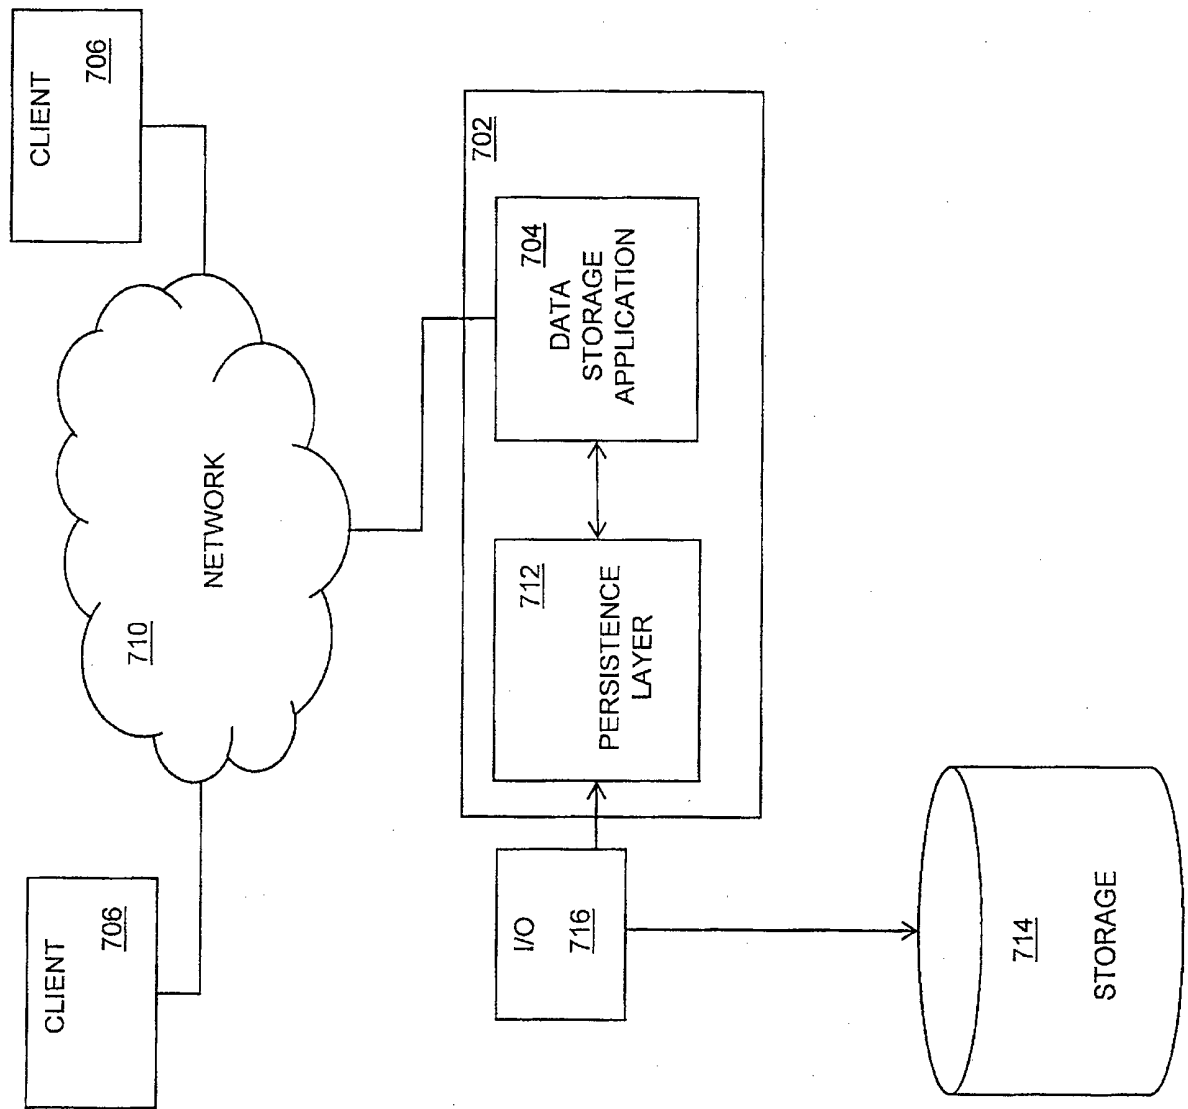 CLIENT
706
CLIENT
706
710
NETWORK
702
I/O
716
712
PERSISTENCE
LAYER
704
DATA
STORAGE
APPLICATION
714
STORAGE